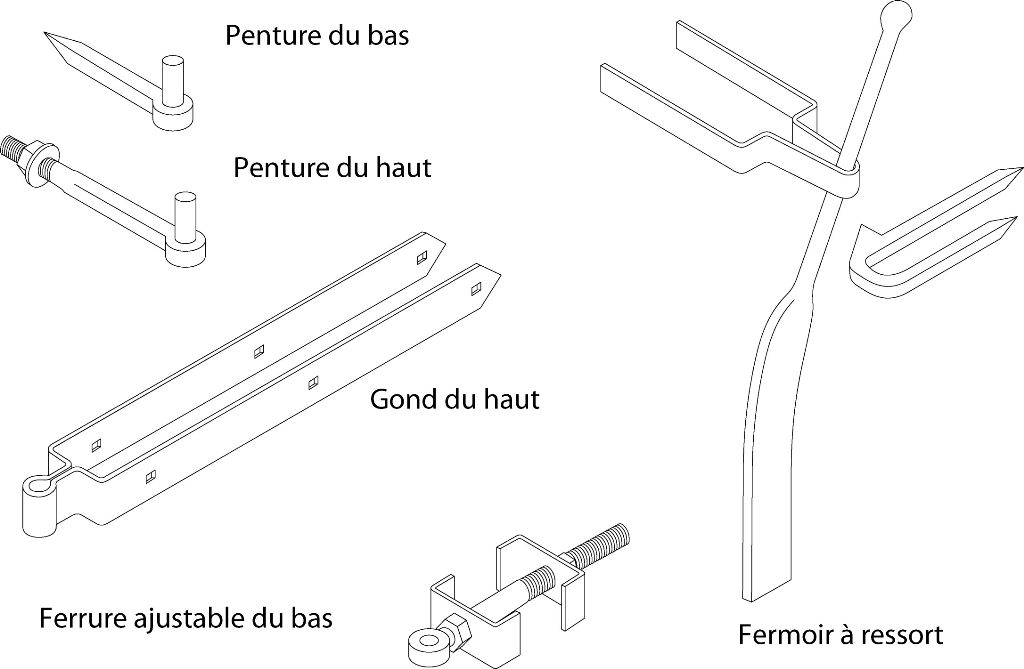 Penture du bas
Penture du haut
Gond du haut
Ferrure ajustable du bas
Fermoir à ressort